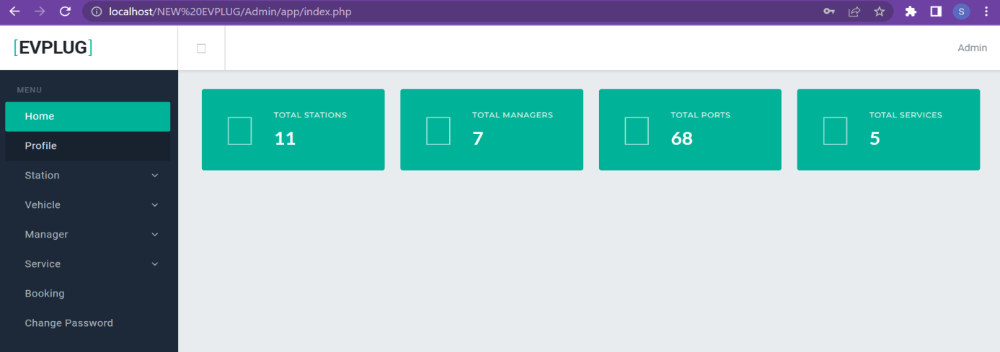 localhost/NEW%20EVPLUG/Admin/app/index.php
S
[EVPLUG]
Admin
MENU
Home
Profile
Station
Vehicle
Manager
Service
Booking
Change Password
TOTAL STATIONS
11
TOTAL MANAGERS
7
TOTAL PORTS
68
TOTAL SERVICES
5